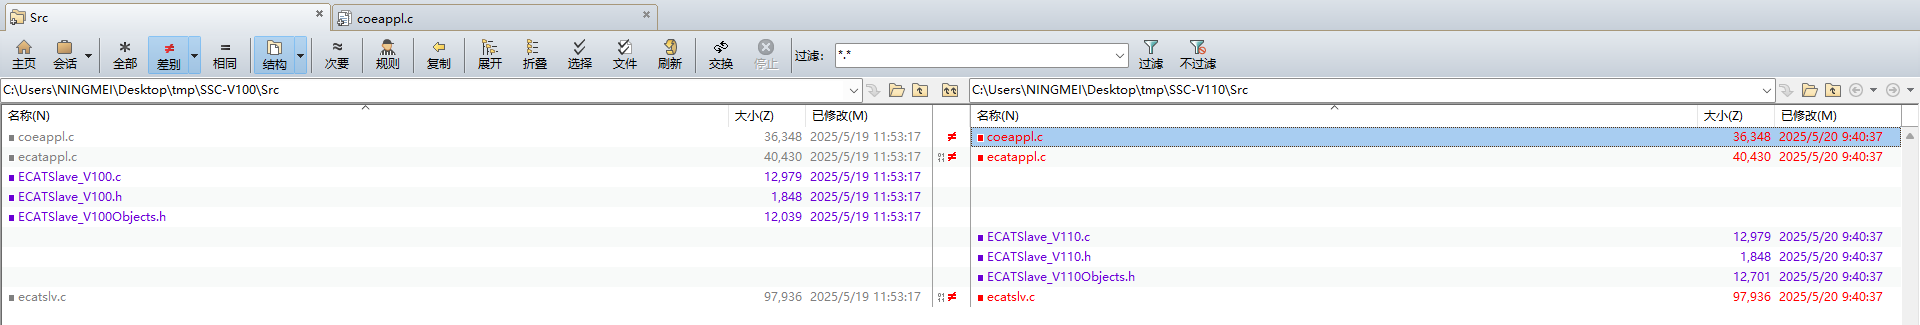 Src
coeappl.c
主页 会话 全部 差别 相同 结构 次要 规则 复制 展开 折叠 选择 文件 刷新 交换 停止 过滤: *.* 过滤 不过滤
C:\Users\NINGMEI\Desktop\tmp\SSC-V100\Src
C:\Users\NINGMEI\Desktop\tmp\SSC-V110\Src
名称(N) 大小(Z) 已修改(M) 名称(N) 大小(Z) 已修改(M)
coeappl.c 36,348 2025/5/19 11:53:17 ≠ coeappl.c 36,348 2025/5/20 9:40:37
ecatappl.c 40,430 2025/5/19 11:53:17 ≠ ecatappl.c 40,430 2025/5/20 9:40:37
ECATSlave_V100.c 12,979 2025/5/19 11:53:17
ECATSlave_V100.h 1,848 2025/5/19 11:53:17
ECATSlave_V100Objects.h 12,039 2025/5/19 11:53:17
ECATSlave_V110.c 12,979 2025/5/20 9:40:37
ECATSlave_V110.h 1,848 2025/5/20 9:40:37
ECATSlave_V110Objects.h 12,701 2025/5/20 9:40:37
ecatslv.c 97,936 2025/5/19 11:53:17 ≠ ecatslv.c 97,936 2025/5/20 9:40:37